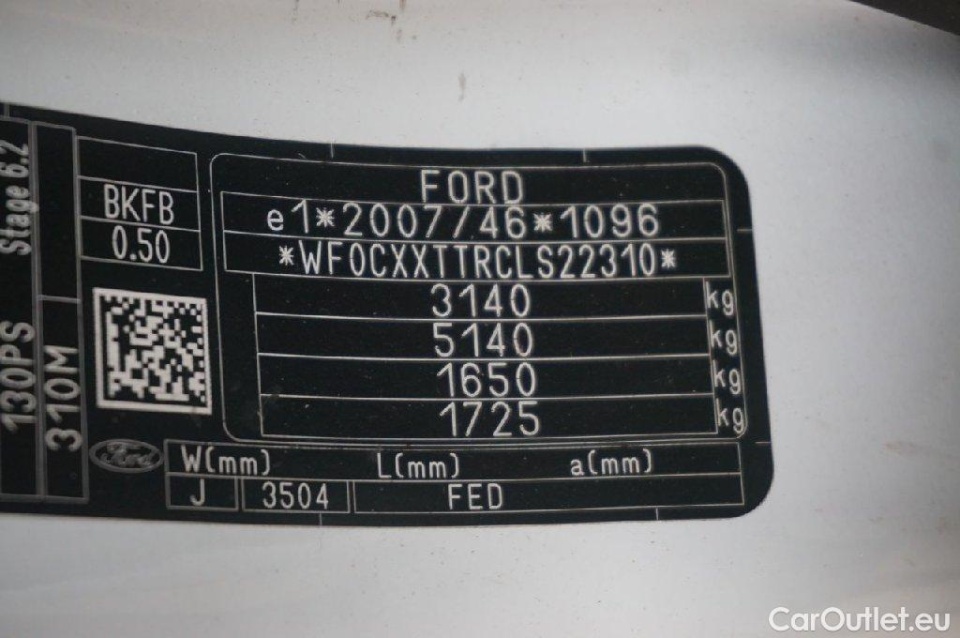 Stage 6.2
130PS
310M
BKFB
0.50
Ford
FORD
e1*2007/46*1096
*WF0CXXTTRCLS22310*
3140 kg
5140 kg
1650 kg
1725 kg
W(mm) L(mm) a(mm)
J 3504 FED
CarOutlet.eu